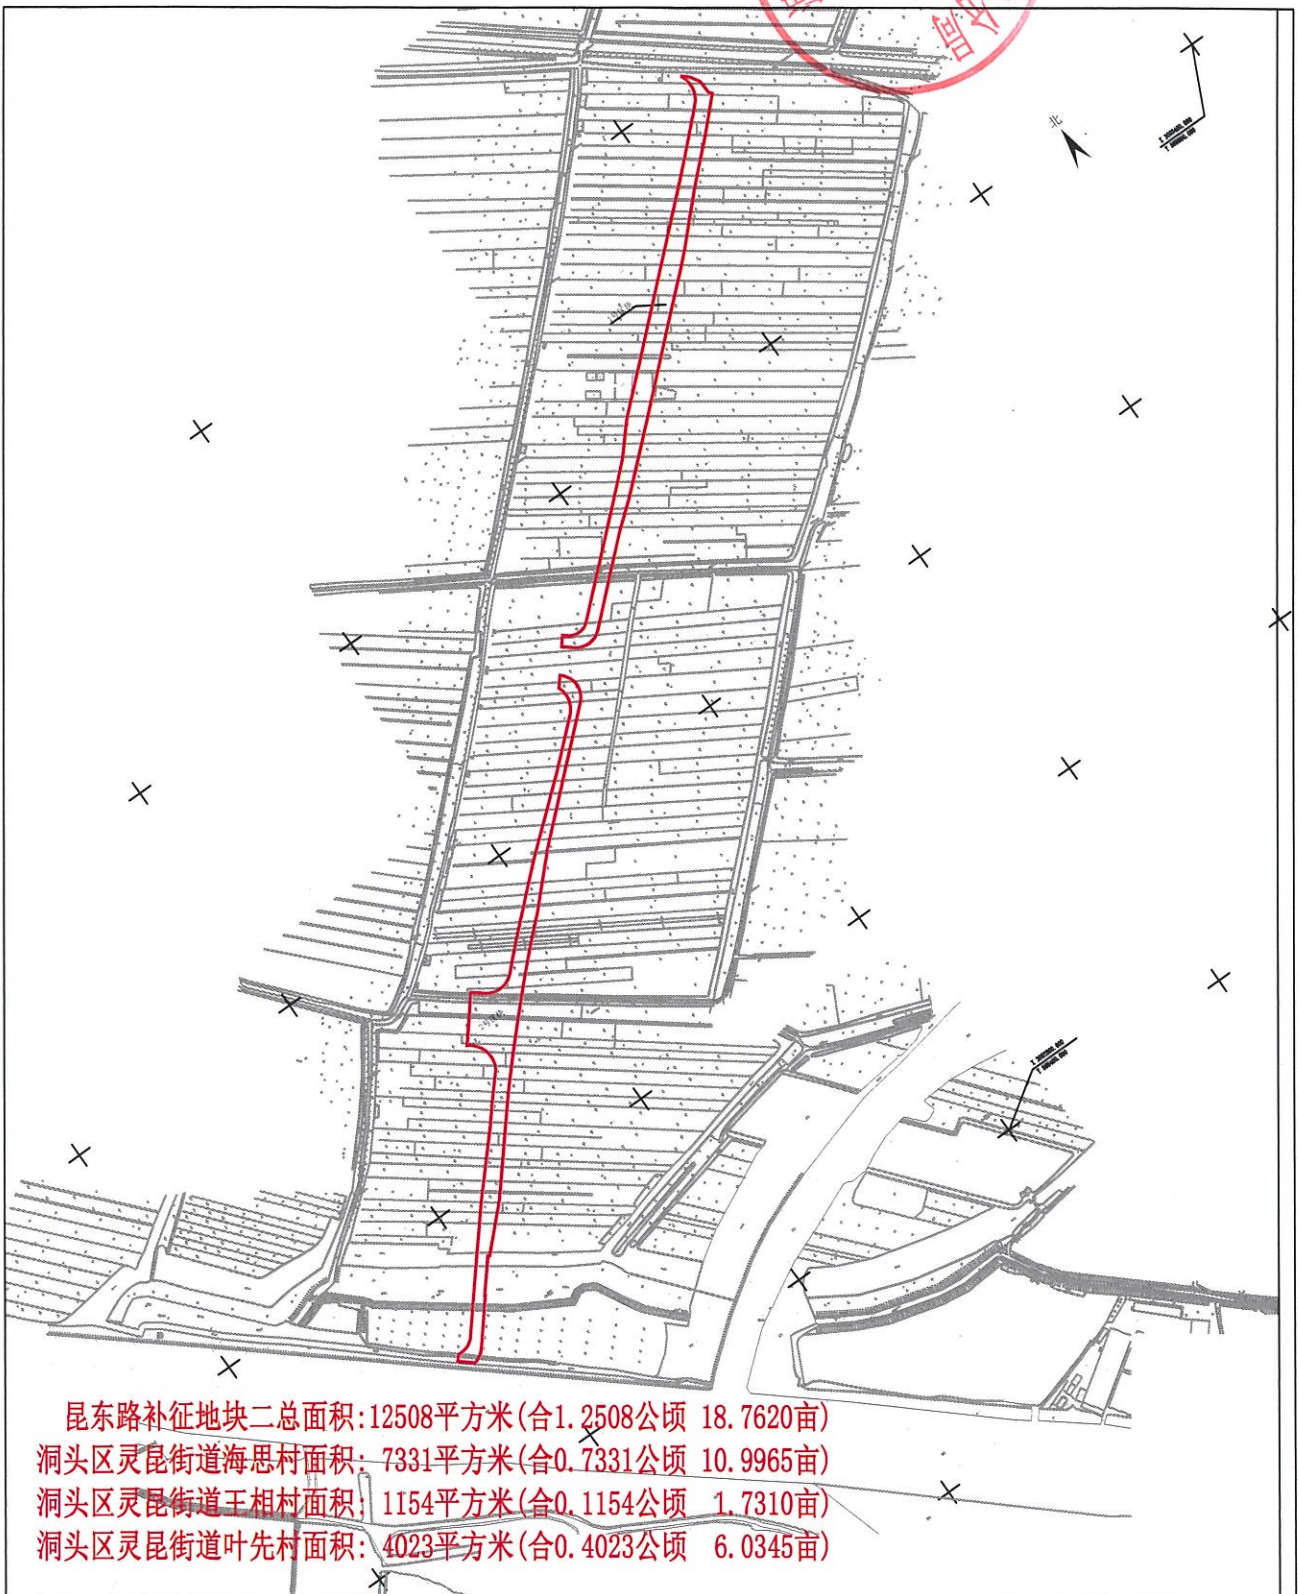 北
昆东路补征地块二总面积:12508平方米(合1.2508公顷 18.7620亩)
洞头区灵昆街道海思村面积: 7331平方米(合0.7331公顷 10.9965亩)
洞头区灵昆街道王相村面积: 1154平方米(合0.1154公顷 1.7310亩)
洞头区灵昆街道叶先村面积: 4023平方米(合0.4023公顷 6.0345亩)